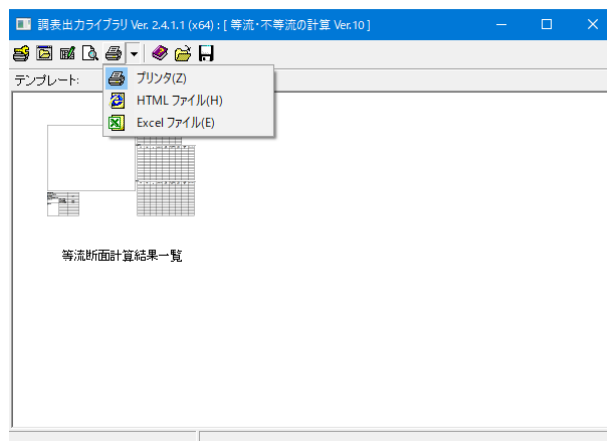 調表出力ライブラリ Ver. 2.4.1.1 (x64) : [ 等流・不等流の計算 Ver.10 ]
テンプレート:
プリンタ(Z)
HTML ファイル(H)
Excel ファイル(E)
等流断面計算結果一覧